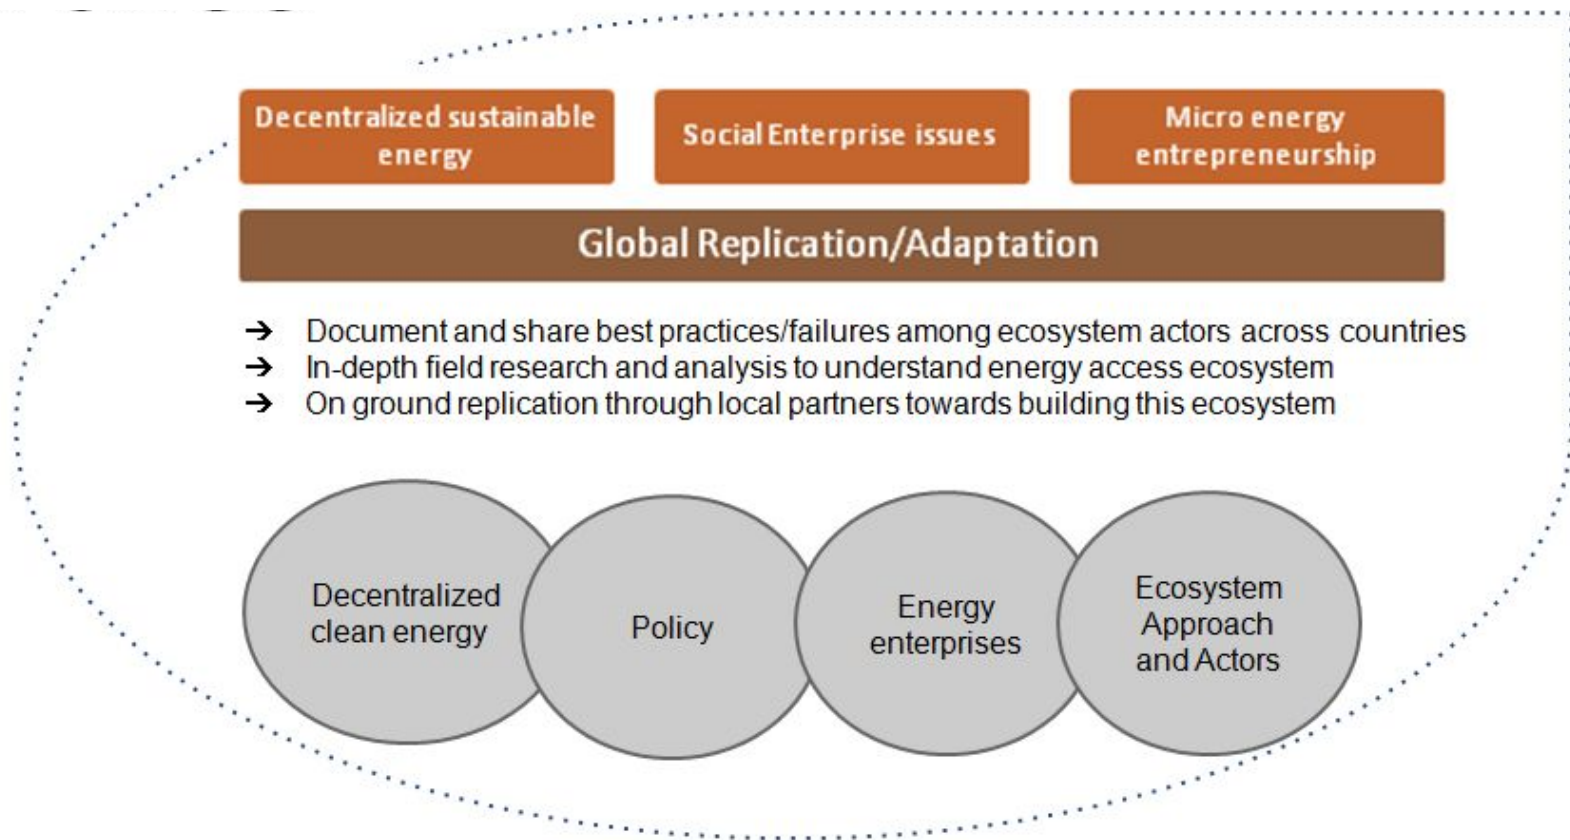 Decentralized sustainable
energy
Social Enterprise issues
Micro energy
entrepreneurship
Global Replication/Adaptation
➔ Document and share best practices/failures among ecosystem actors across countries
➔ In-depth field research and analysis to understand energy access ecosystem
➔ On ground replication through local partners towards building this ecosystem
Decentralized
clean energy
Policy
Energy
enterprises
Ecosystem
Approach
and Actors